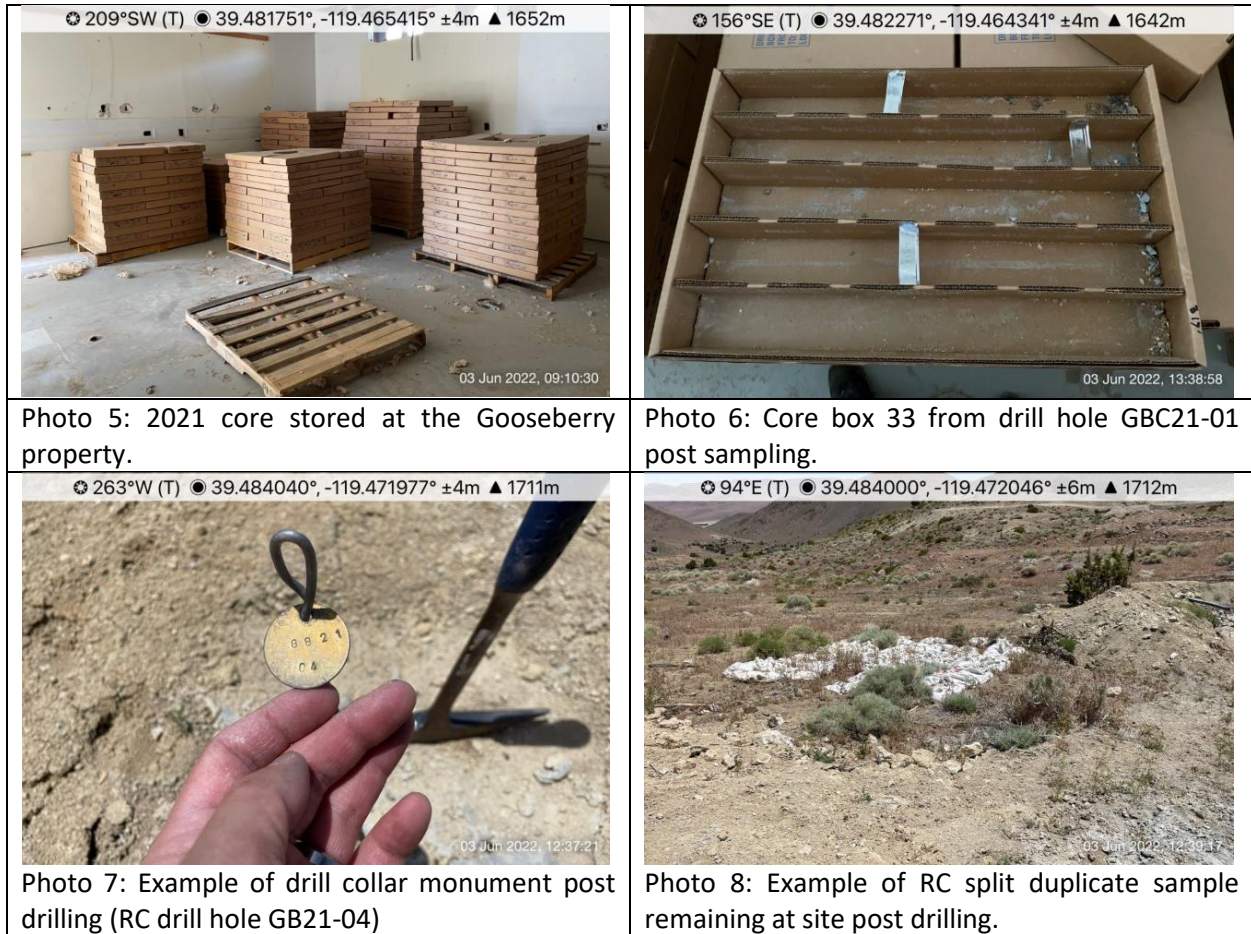 209°SW (T) 39.481751°, -119.465415° ±4m ▲ 1652m
03 Jun 2022, 09:10:30
Photo 5: 2021 core stored at the Gooseberry
property.
156°SE (T) 39.482271°, -119.464341° ±4m ▲ 1642m
03 Jun 2022, 13:38:58
Photo 6: Core box 33 from drill hole GBC21-01
post sampling.
263°W (T) 39.484040°, -119.471977° ±4m ▲ 1711m
GB21
04
03 Jun 2022, 12:37:21
Photo 7: Example of drill collar monument post
drilling (RC drill hole GB21-04)
94°E (T) 39.484000°, -119.472046° ±6m ▲ 1712m
03 Jun 2022, 12:39:17
Photo 8: Example of RC split duplicate sample
remaining at site post drilling.